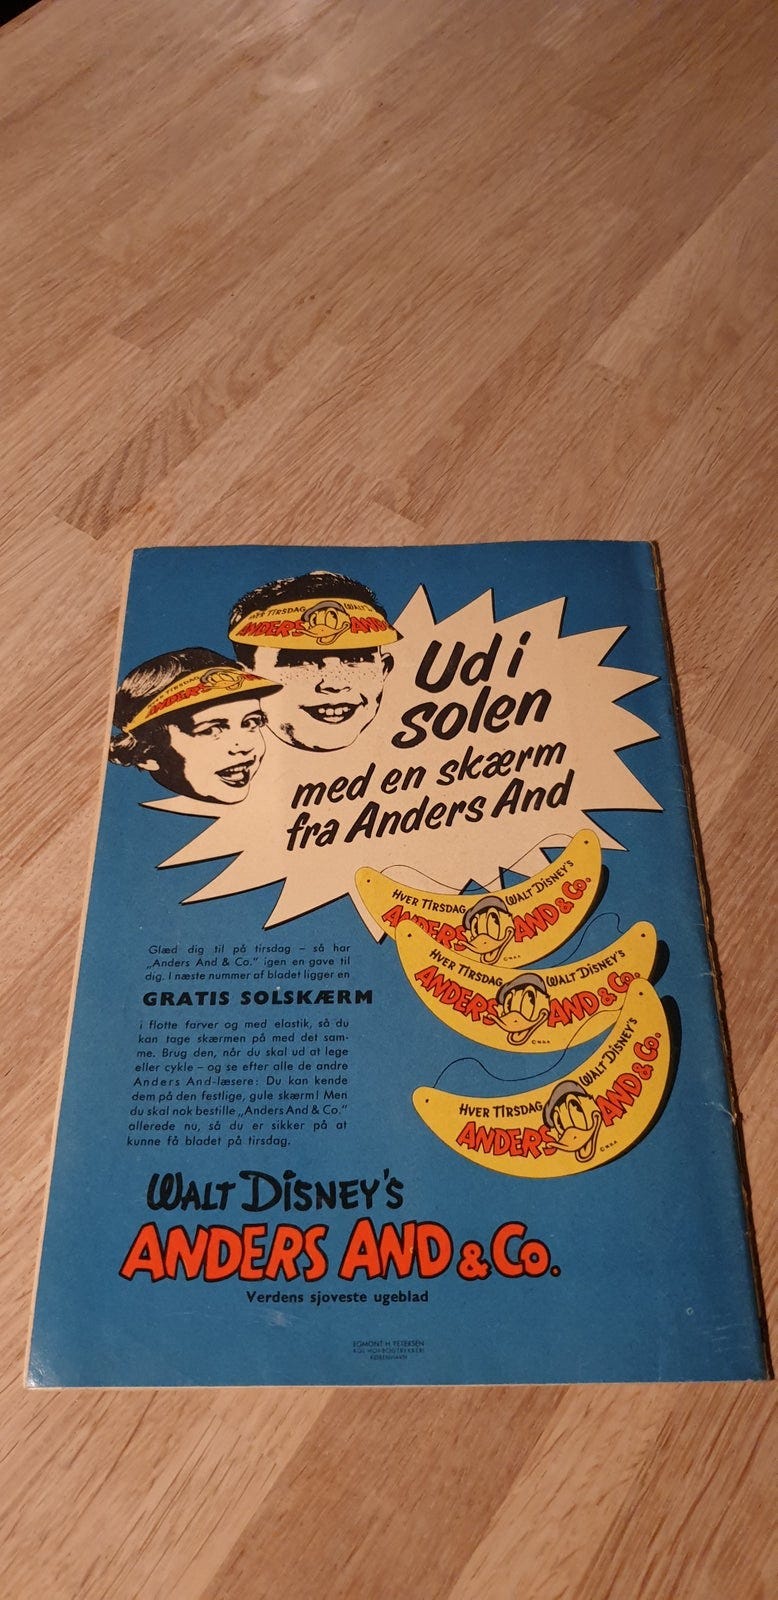 HVER TIRSDAG WALT
ANDERS AND
HVER TIRSDAG
ANDERS
Ud i
solen
med en skærm
fra Anders And
HVER TIRSDAG WALT DISNEY'S
ANDERS AND & Co.
HVER TIRSDAG WALT DISNEY'S
ANDERS AND & Co.
HVER TIRSDAG WALT DISNEY'S
ANDERS AND & Co.
Glæd dig til på tirsdag – så har
„Anders And & Co.” igen en gave til
dig. I næste nummer af bladet ligger en
GRATIS SOLSKÆRM
i flotte farver og med elastik, så du
kan tage skærmen på med det sam-
me. Brug den, når du skal ud at lege
eller cykle – og se efter alle de andre
Anders And-læsere: Du kan kende
dem på den festlige, gule skærm! Men
du skal nok bestille „Anders And & Co.”
allerede nu, så du er sikker på at
kunne få bladet på tirsdag.
WALT DISNEY'S
ANDERS AND & Co.
Verdens sjoveste ugeblad
EGMONT H. PETERSEN
KGL. HOF-BOGTRYKKERI
KØBENHAVN